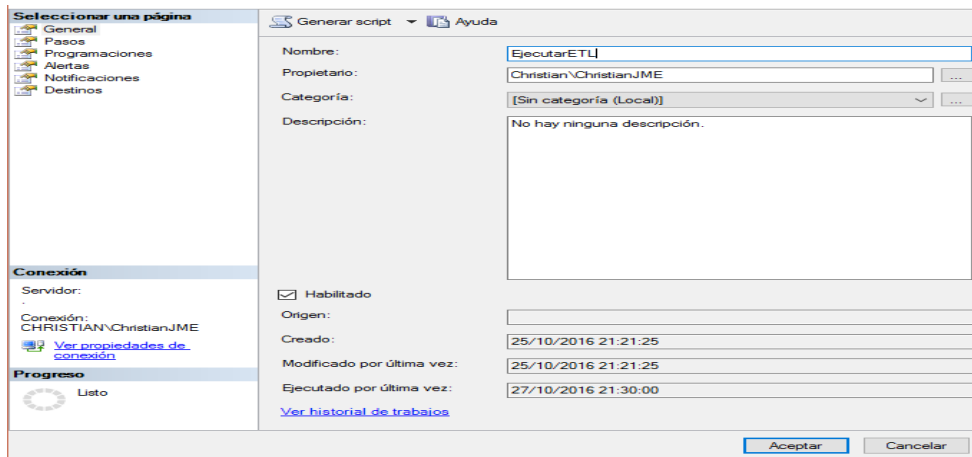 Seleccionar una página
General
Pasos
Programaciones
Alertas
Notificaciones
Destinos
Conexión
Servidor:
.
Conexión:
CHRISTIAN\ChristianJME
Ver propiedades de
conexión
Progreso
Listo
Generar script Ayuda
Nombre: EjecutarETL
Propietario: Christian\ChristianJME ...
Categoría: [Sin categoría (Local)] ...
Descripción: No hay ninguna descripción.
Habilitado
Origen:
Creado: 25/10/2016 21:21:25
Modificado por última vez: 25/10/2016 21:21:25
Ejecutado por última vez: 27/10/2016 21:30:00
Ver historial de trabajos
Aceptar Cancelar